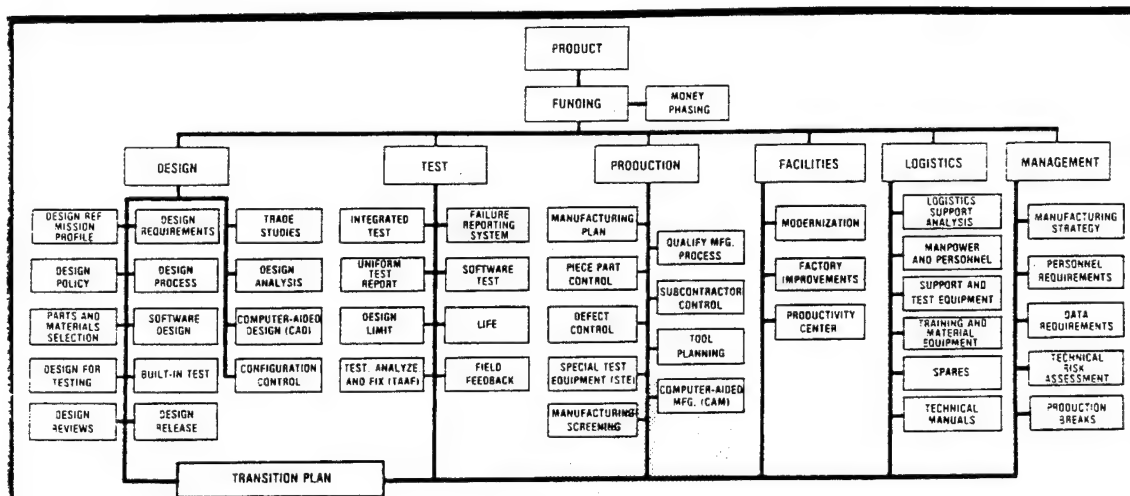 PRODUCT
FUNDING
MONEY
PHASING
DESIGN
TEST
PRODUCTION
FACILITIES
LOGISTICS
MANAGEMENT
DESIGN REF
MISSION
PROFILE
DESIGN
REQUIREMENTS
TRADE
STUDIES
DESIGN
POLICY
DESIGN
PROCESS
DESIGN
ANALYSIS
PARTS AND
MATERIALS
SELECTION
SOFTWARE
DESIGN
COMPUTER-AIDED
DESIGN (CAD)
DESIGN FOR
TESTING
BUILT-IN TEST
CONFIGURATION
CONTROL
DESIGN
REVIEWS
DESIGN
RELEASE
INTEGRATED
TEST
FAILURE
REPORTING
SYSTEM
UNIFORM
TEST
REPORT
SOFTWARE
TEST
DESIGN
LIMIT
LIFE
TEST. ANALYZE
AND FIX (TAAF)
FIELD
FEEDBACK
MANUFACTURING
PLAN
QUALIFY MFG.
PROCESS
PIECE PART
CONTROL
SUBCONTRACTOR
CONTROL
DEFECT
CONTROL
TOOL
PLANNING
SPECIAL TEST
EQUIPMENT (STE)
COMPUTER-AIDED
MFG. (CAM)
MANUFACTURING
SCREENING
MODERNIZATION
FACTORY
IMPROVEMENTS
PRODUCTIVITY
CENTER
LOGISTICS
SUPPORT
ANALYSIS
MANPOWER
AND PERSONNEL
SUPPORT AND
TEST EQUIPMENT
TRAINING AND
MATERIAL
EQUIPMENT
SPARES
TECHNICAL
MANUALS
MANUFACTURING
STRATEGY
PERSONNEL
REQUIREMENTS
DATA
REQUIREMENTS
TECHNICAL
RISK
ASSESSMENT
PRODUCTION
BREAKS
TRANSITION PLAN